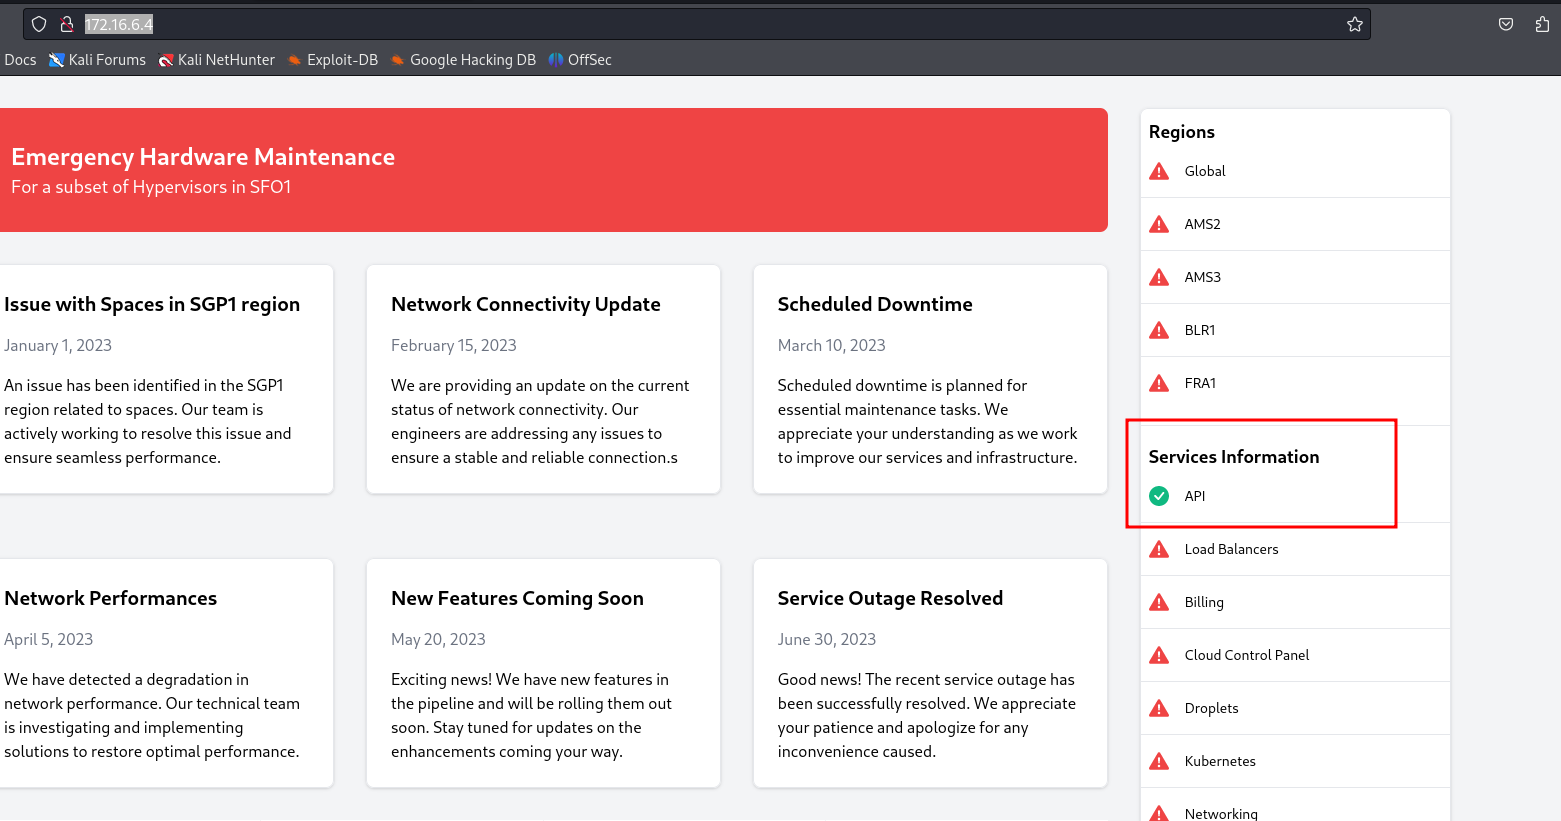 172.16.6.4
Docs Kali Forums Kali NetHunter Exploit-DB Google Hacking DB OffSec
Emergency Hardware Maintenance
For a subset of Hypervisors in SFO1
Issue with Spaces in SGP1 region
January 1, 2023
An issue has been identified in the SGP1
region related to spaces. Our team is
actively working to resolve this issue and
ensure seamless performance.
Network Connectivity Update
February 15, 2023
We are providing an update on the current
status of network connectivity. Our
engineers are addressing any issues to
ensure a stable and reliable connection.s
Scheduled Downtime
March 10, 2023
Scheduled downtime is planned for
essential maintenance tasks. We
appreciate your understanding as we work
to improve our services and infrastructure.
Network Performances
April 5, 2023
We have detected a degradation in
network performance. Our technical team
is investigating and implementing
solutions to restore optimal performance.
New Features Coming Soon
May 20, 2023
Exciting news! We have new features in
the pipeline and will be rolling them out
soon. Stay tuned for updates on the
enhancements coming your way.
Service Outage Resolved
June 30, 2023
Good news! The recent service outage has
been successfully resolved. We appreciate
your patience and apologize for any
inconvenience caused.
Regions
Global
AMS2
AMS3
BLR1
FRA1
Services Information
API
Load Balancers
Billing
Cloud Control Panel
Droplets
Kubernetes
Networking